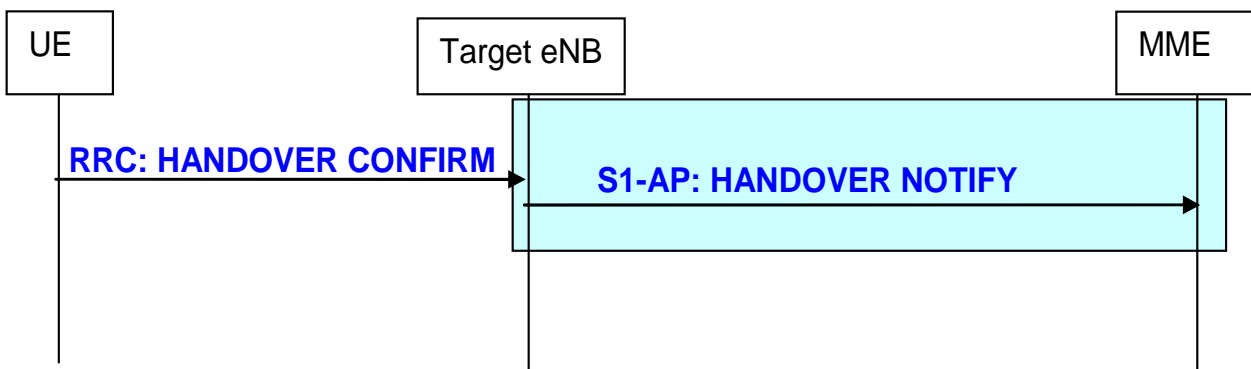 UE
Target eNB
MME
RRC: HANDOVER CONFIRM
S1-AP: HANDOVER NOTIFY